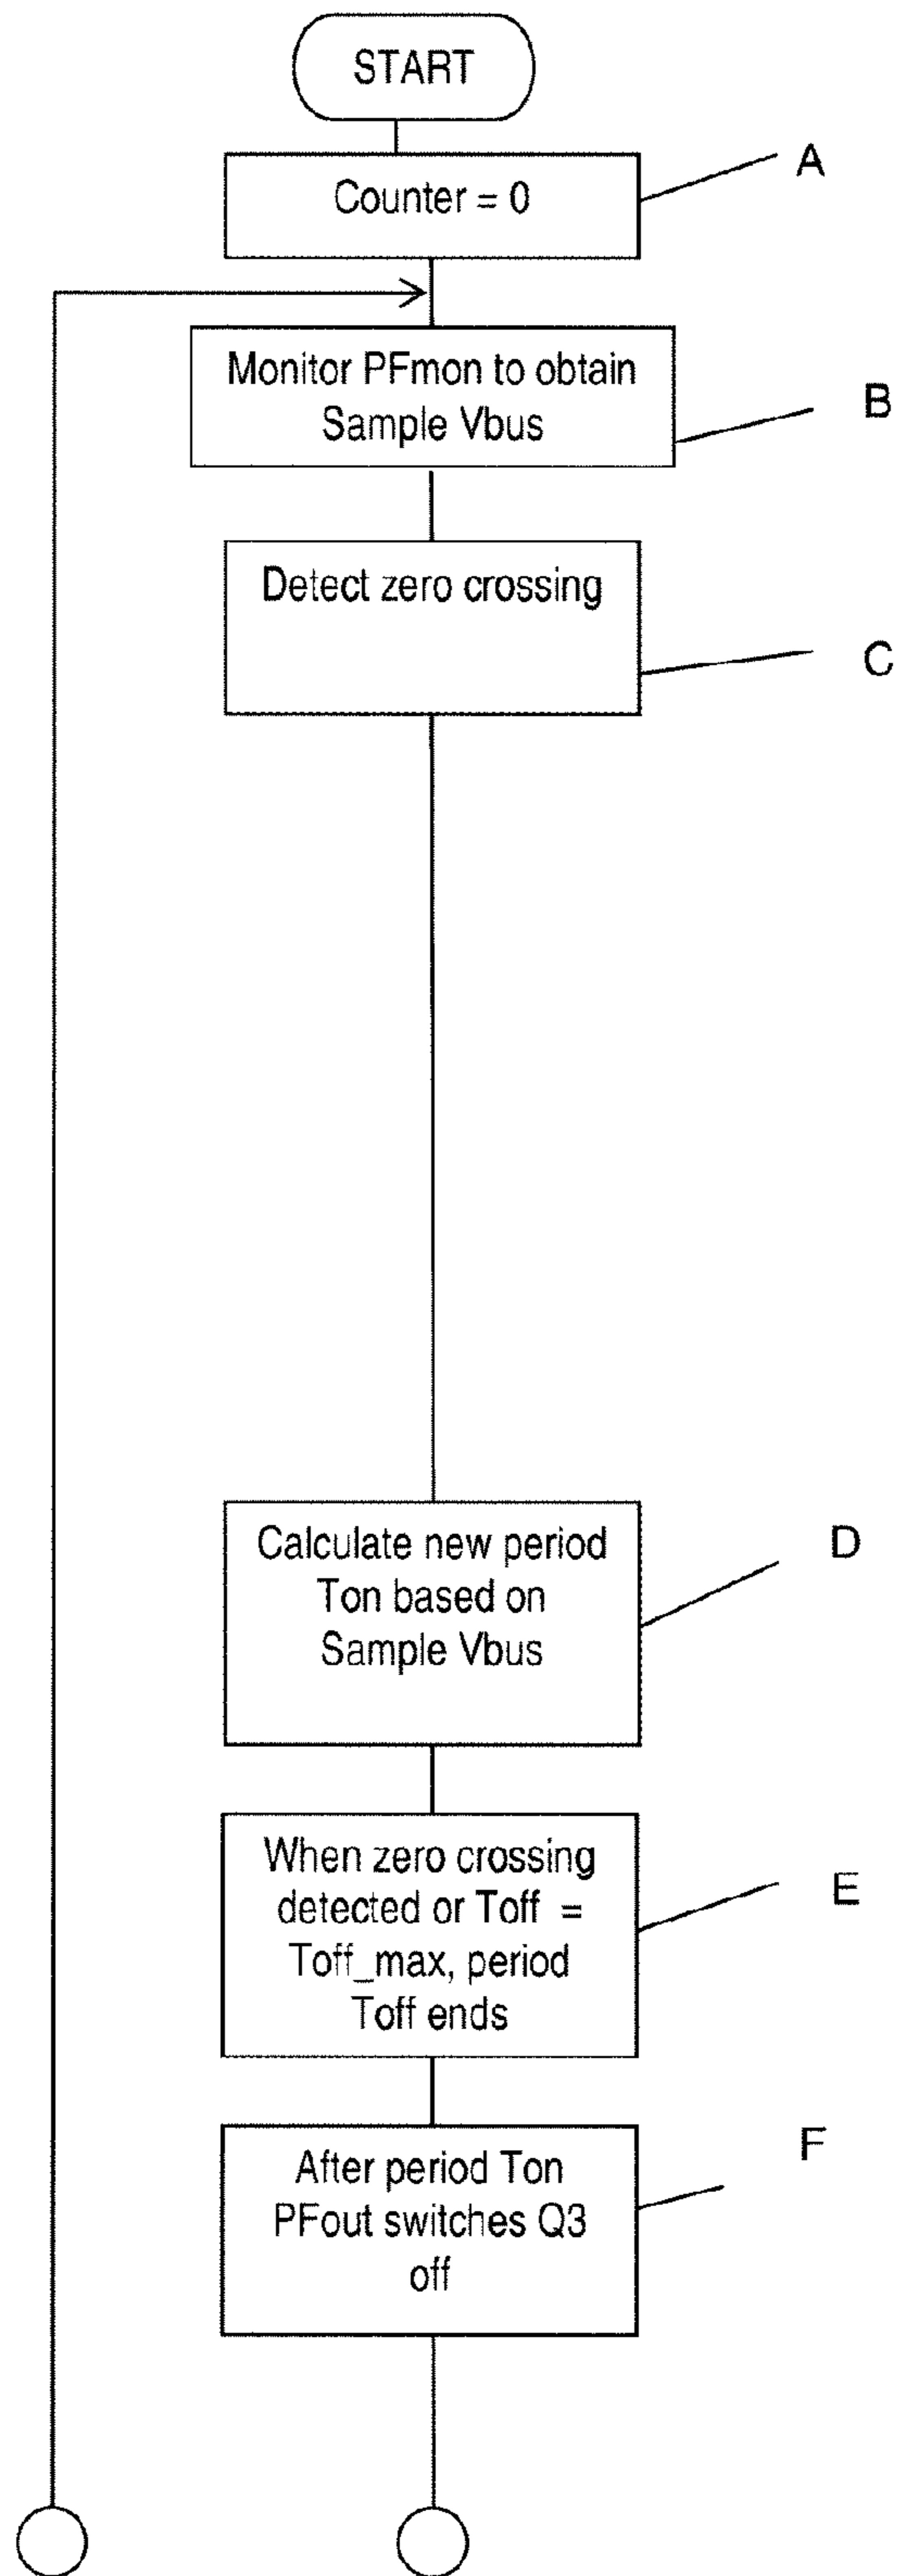 START
Counter = 0
A
Monitor PFmon to obtain
Sample Vbus
B
Detect zero crossing
C
Calculate new period
Ton based on
Sample Vbus
D
When zero crossing
detected or Toff =
Toff_max, period
Toff ends
E
After period Ton
PFout switches Q3
off
F